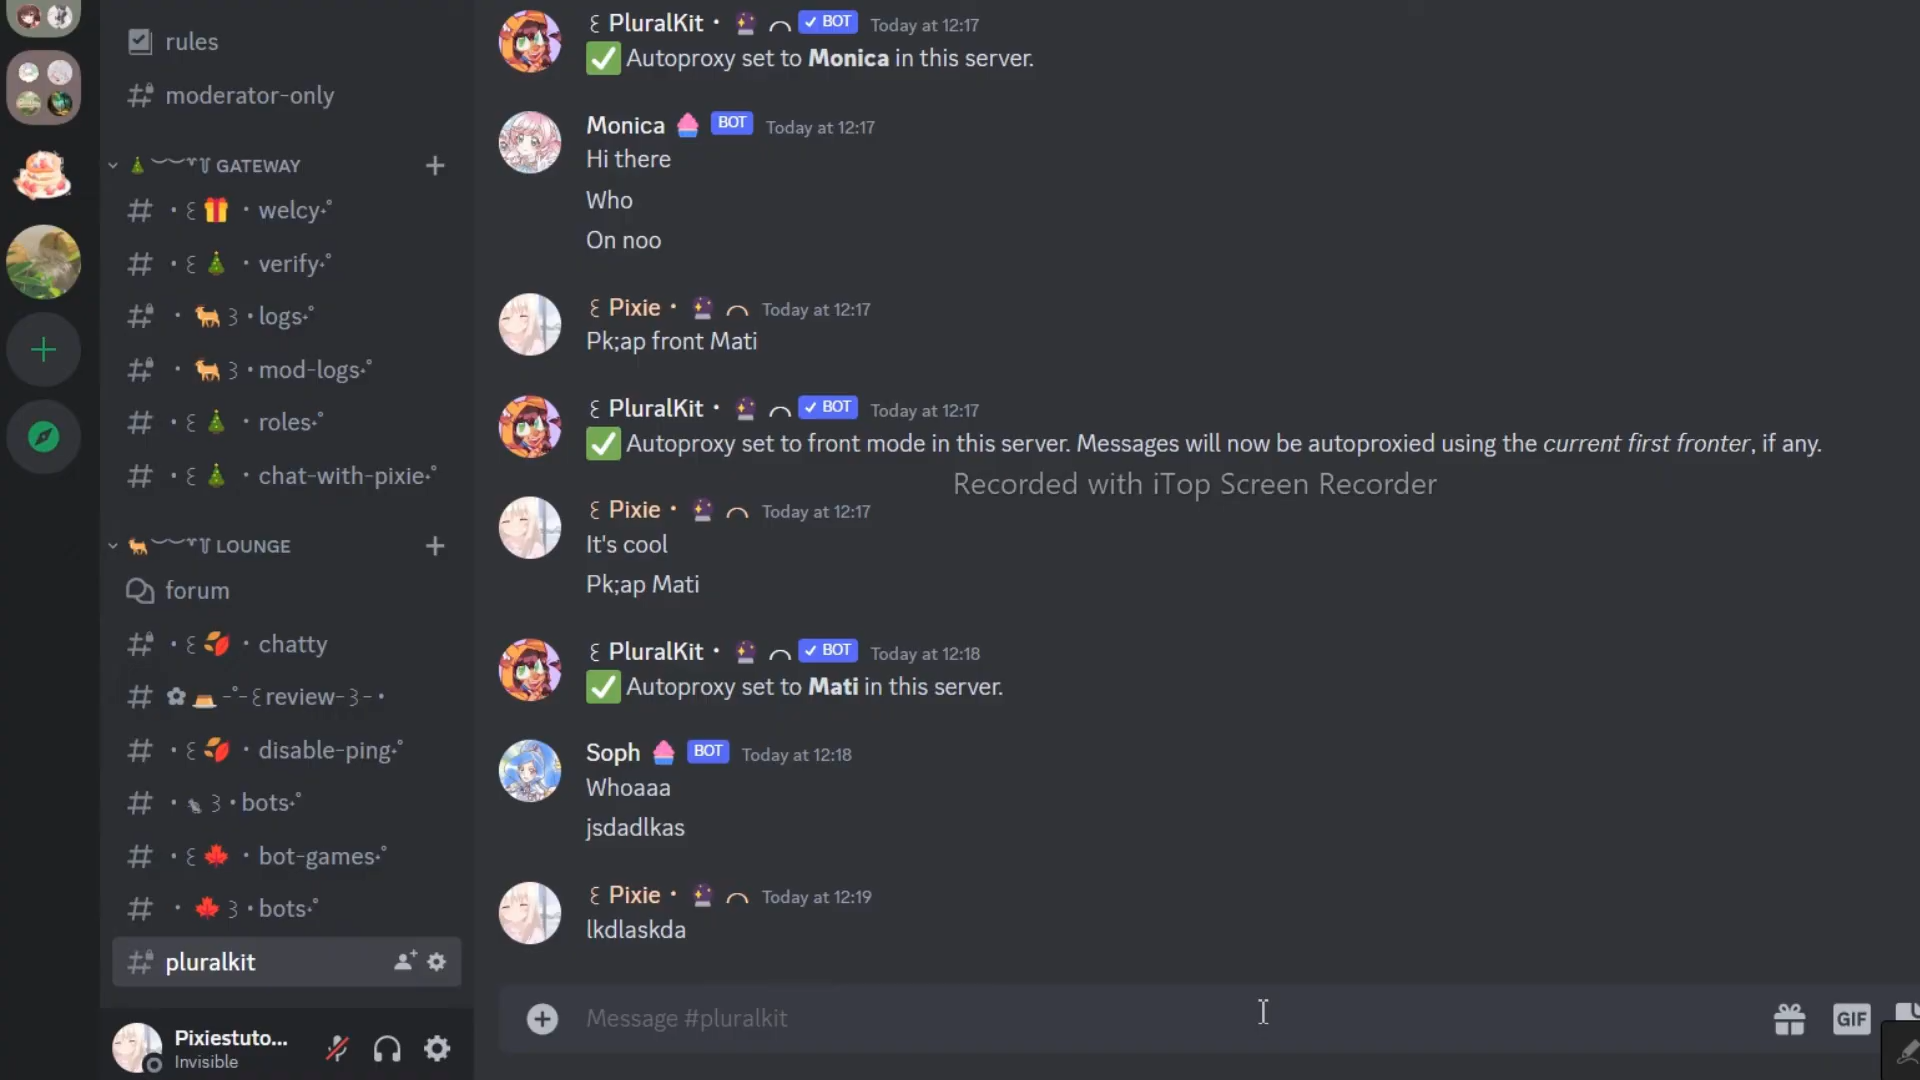 rules
moderator-only
GATEWAY
welcy
verify
logs
mod-logs
roles
chat-with-pixie
LOUNGE
forum
chatty
review
disable-ping
bots
bot-games
bots
pluralkit
Pixiestuto...
Invisible
PluralKit BOT Today at 12:17
Autoproxy set to Monica in this server.
Monica BOT Today at 12:17
Hi there
Who
On noo
Pixie Today at 12:17
Pk;ap front Mati
PluralKit BOT Today at 12:17
Autoproxy set to front mode in this server. Messages will now be autoproxied using the current first fronter, if any.
Recorded with iTop Screen Recorder
Pixie Today at 12:17
It's cool
Pk;ap Mati
PluralKit BOT Today at 12:18
Autoproxy set to Mati in this server.
Soph BOT Today at 12:18
Whoaaa
jsdadlkas
Pixie Today at 12:19
lkdlaskda
Message #pluralkit
GIF